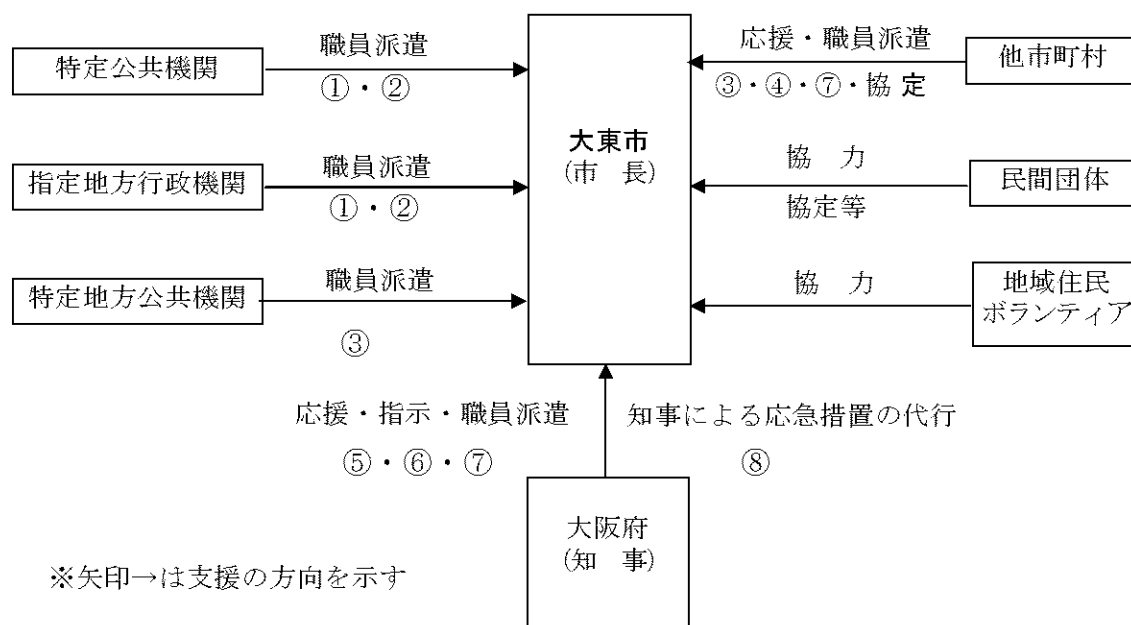 特定公共機関
職員派遣
①・②
大東市
(市 長)
応援・職員派遣
③・④・⑦・協 定
他市町村
指定地方行政機関
職員派遣
①・②
協 力
協定等
民間団体
特定地方公共機関
職員派遣
③
協 力
地域住民
ボランティア
応援・指示・職員派遣
⑤・⑥・⑦
知事による応急措置の代行
⑧
大阪府
(知 事)
※矢印→は支援の方向を示す